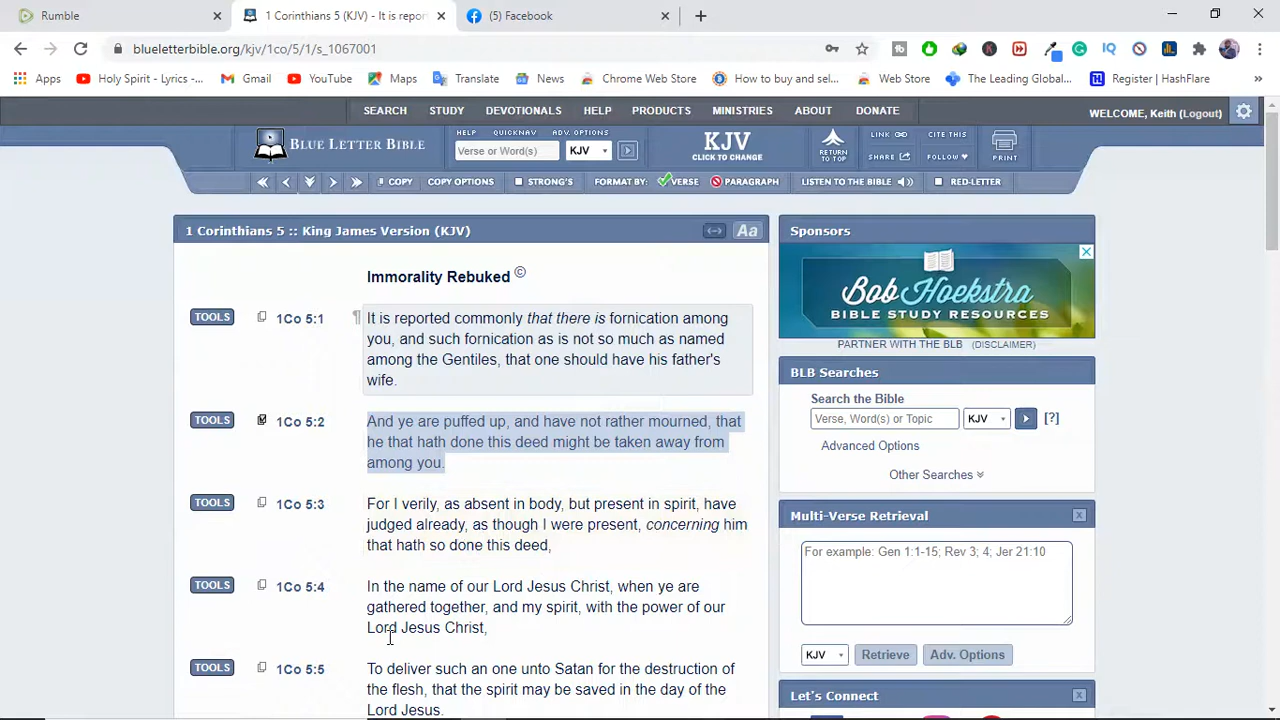 Rumble
1 Corinthians 5 (KJV) - It is repor
(5) Facebook
blueletterbible.org/kjv/1co/5/1/s_1067001
Apps
Holy Spirit - Lyrics -...
Gmail
YouTube
Maps
Translate
News
Chrome Web Store
How to buy and sel...
Web Store
The Leading Global...
Register | HashFlare
SEARCH STUDY DEVOTIONALS HELP PRODUCTS MINISTRIES ABOUT DONATE
WELCOME, Keith (Logout)
BLUE LETTER BIBLE
HELP QUICKNAV ADV. OPTIONS
Verse or Word(s) KJV
KJV
CLICK TO CHANGE
RETURN
TO TOP
LINK CITE THIS
SHARE FOLLOW
PRINT
COPY COPY OPTIONS STRONG'S FORMAT BY: VERSE PARAGRAPH LISTEN TO THE BIBLE RED-LETTER
1 Corinthians 5 :: King James Version (KJV)
Aa
Immorality Rebuked ©
TOOLS 1Co 5:1 ¶ It is reported commonly that there is fornication among
you, and such fornication as is not so much as named
among the Gentiles, that one should have his father's
wife.
TOOLS 1Co 5:2 And ye are puffed up, and have not rather mourned, that
he that hath done this deed might be taken away from
among you.
TOOLS 1Co 5:3 For I verily, as absent in body, but present in spirit, have
judged already, as though I were present, concerning him
that hath so done this deed,
TOOLS 1Co 5:4 In the name of our Lord Jesus Christ, when ye are
gathered together, and my spirit, with the power of our
Lord Jesus Christ,
TOOLS 1Co 5:5 To deliver such an one unto Satan for the destruction of
the flesh, that the spirit may be saved in the day of the
Lord Jesus.
Sponsors
Bob Hoekstra
BIBLE STUDY RESOURCES
PARTNER WITH THE BLB (DISCLAIMER)
BLB Searches
Search the Bible
Verse, Word(s) or Topic KJV [?]
Advanced Options
Other Searches
Multi-Verse Retrieval
For example: Gen 1:1-15; Rev 3; 4; Jer 21:10
KJV Retrieve Adv. Options
Let's Connect